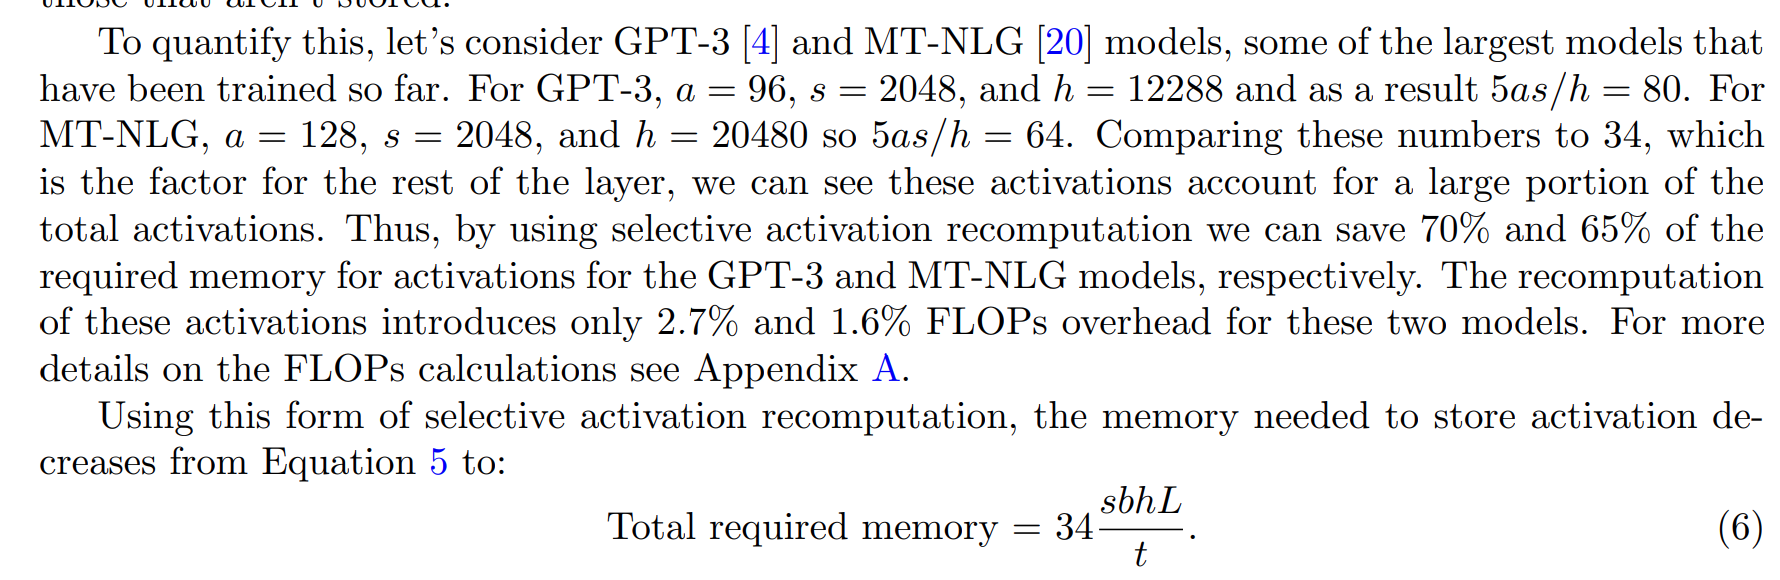 those that aren't stored.
To quantify this, let's consider GPT-3 [4] and MT-NLG [20] models, some of the largest models that
have been trained so far. For GPT-3, a = 96, s = 2048, and h = 12288 and as a result 5as/h = 80. For
MT-NLG, a = 128, s = 2048, and h = 20480 so 5as/h = 64. Comparing these numbers to 34, which
is the factor for the rest of the layer, we can see these activations account for a large portion of the
total activations. Thus, by using selective activation recomputation we can save 70% and 65% of the
required memory for activations for the GPT-3 and MT-NLG models, respectively. The recomputation
of these activations introduces only 2.7% and 1.6% FLOPs overhead for these two models. For more
details on the FLOPs calculations see Appendix A.
Using this form of selective activation recomputation, the memory needed to store activation de-
creases from Equation 5 to:
Total required memory = 34 sbhL/t. (6)